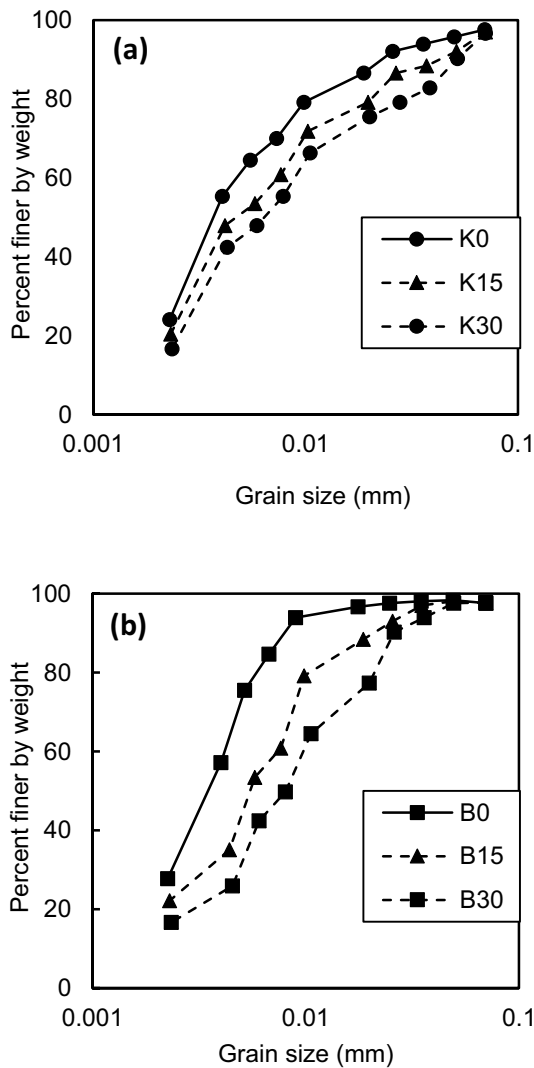 (a)
Percent finer by weight
100
80
60
40
20
0
K0
K15
K30
0.001
0.01
0.1
Grain size (mm)
(b)
Percent finer by weight
100
80
60
40
20
0
B0
B15
B30
0.001
0.01
0.1
Grain size (mm)